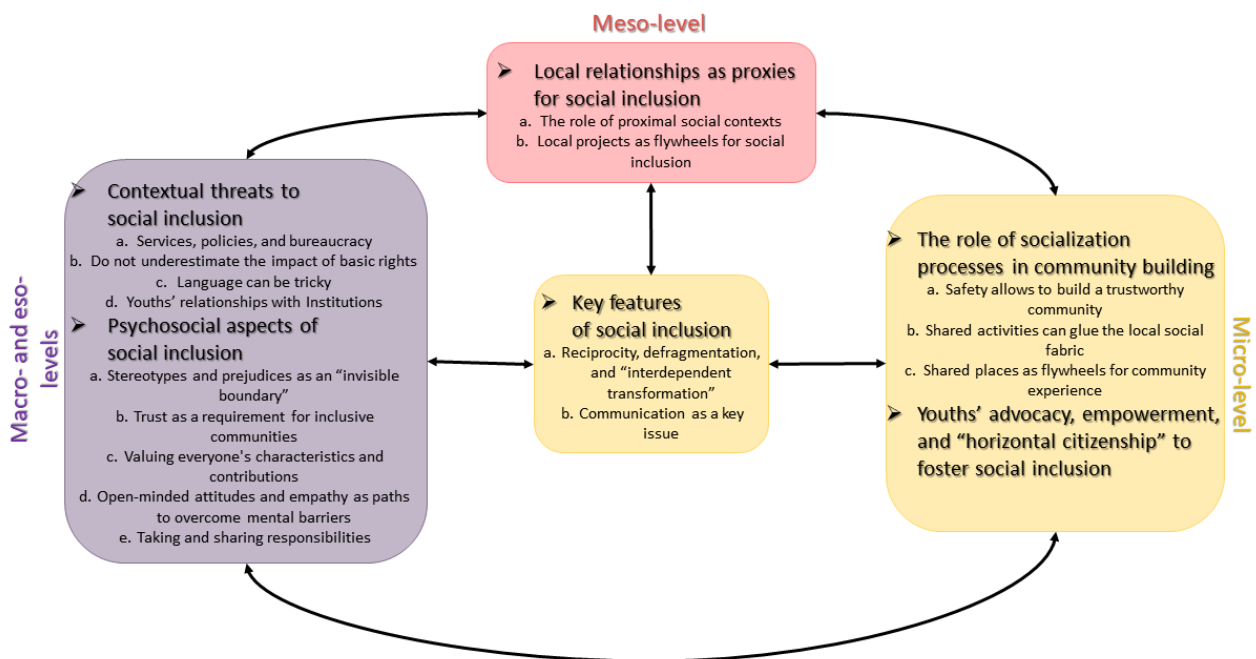 Meso-level
➤ Local relationships as proxies
for social inclusion
a. The role of proximal social contexts
b. Local projects as flywheels for social
inclusion
Macro- and eso-
levels
➤ Contextual threats to
social inclusion
a. Services, policies, and bureaucracy
b. Do not underestimate the impact of basic rights
c. Language can be tricky
d. Youths’ relationships with Institutions
➤ Psychosocial aspects of
social inclusion
a. Stereotypes and prejudices as an “invisible
boundary”
b. Trust as a requirement for inclusive
communities
c. Valuing everyone's characteristics and
contributions
d. Open-minded attitudes and empathy as paths
to overcome mental barriers
e. Taking and sharing responsibilities
➤ Key features
of social inclusion
a. Reciprocity, defragmentation,
and “interdependent
transformation”
b. Communication as a key
issue
➤ The role of socialization
processes in community building
a. Safety allows to build a trustworthy
community
b. Shared activities can glue the local social
fabric
c. Shared places as flywheels for community
experience
➤ Youths’ advocacy, empowerment,
and “horizontal citizenship” to
foster social inclusion
Micro-level